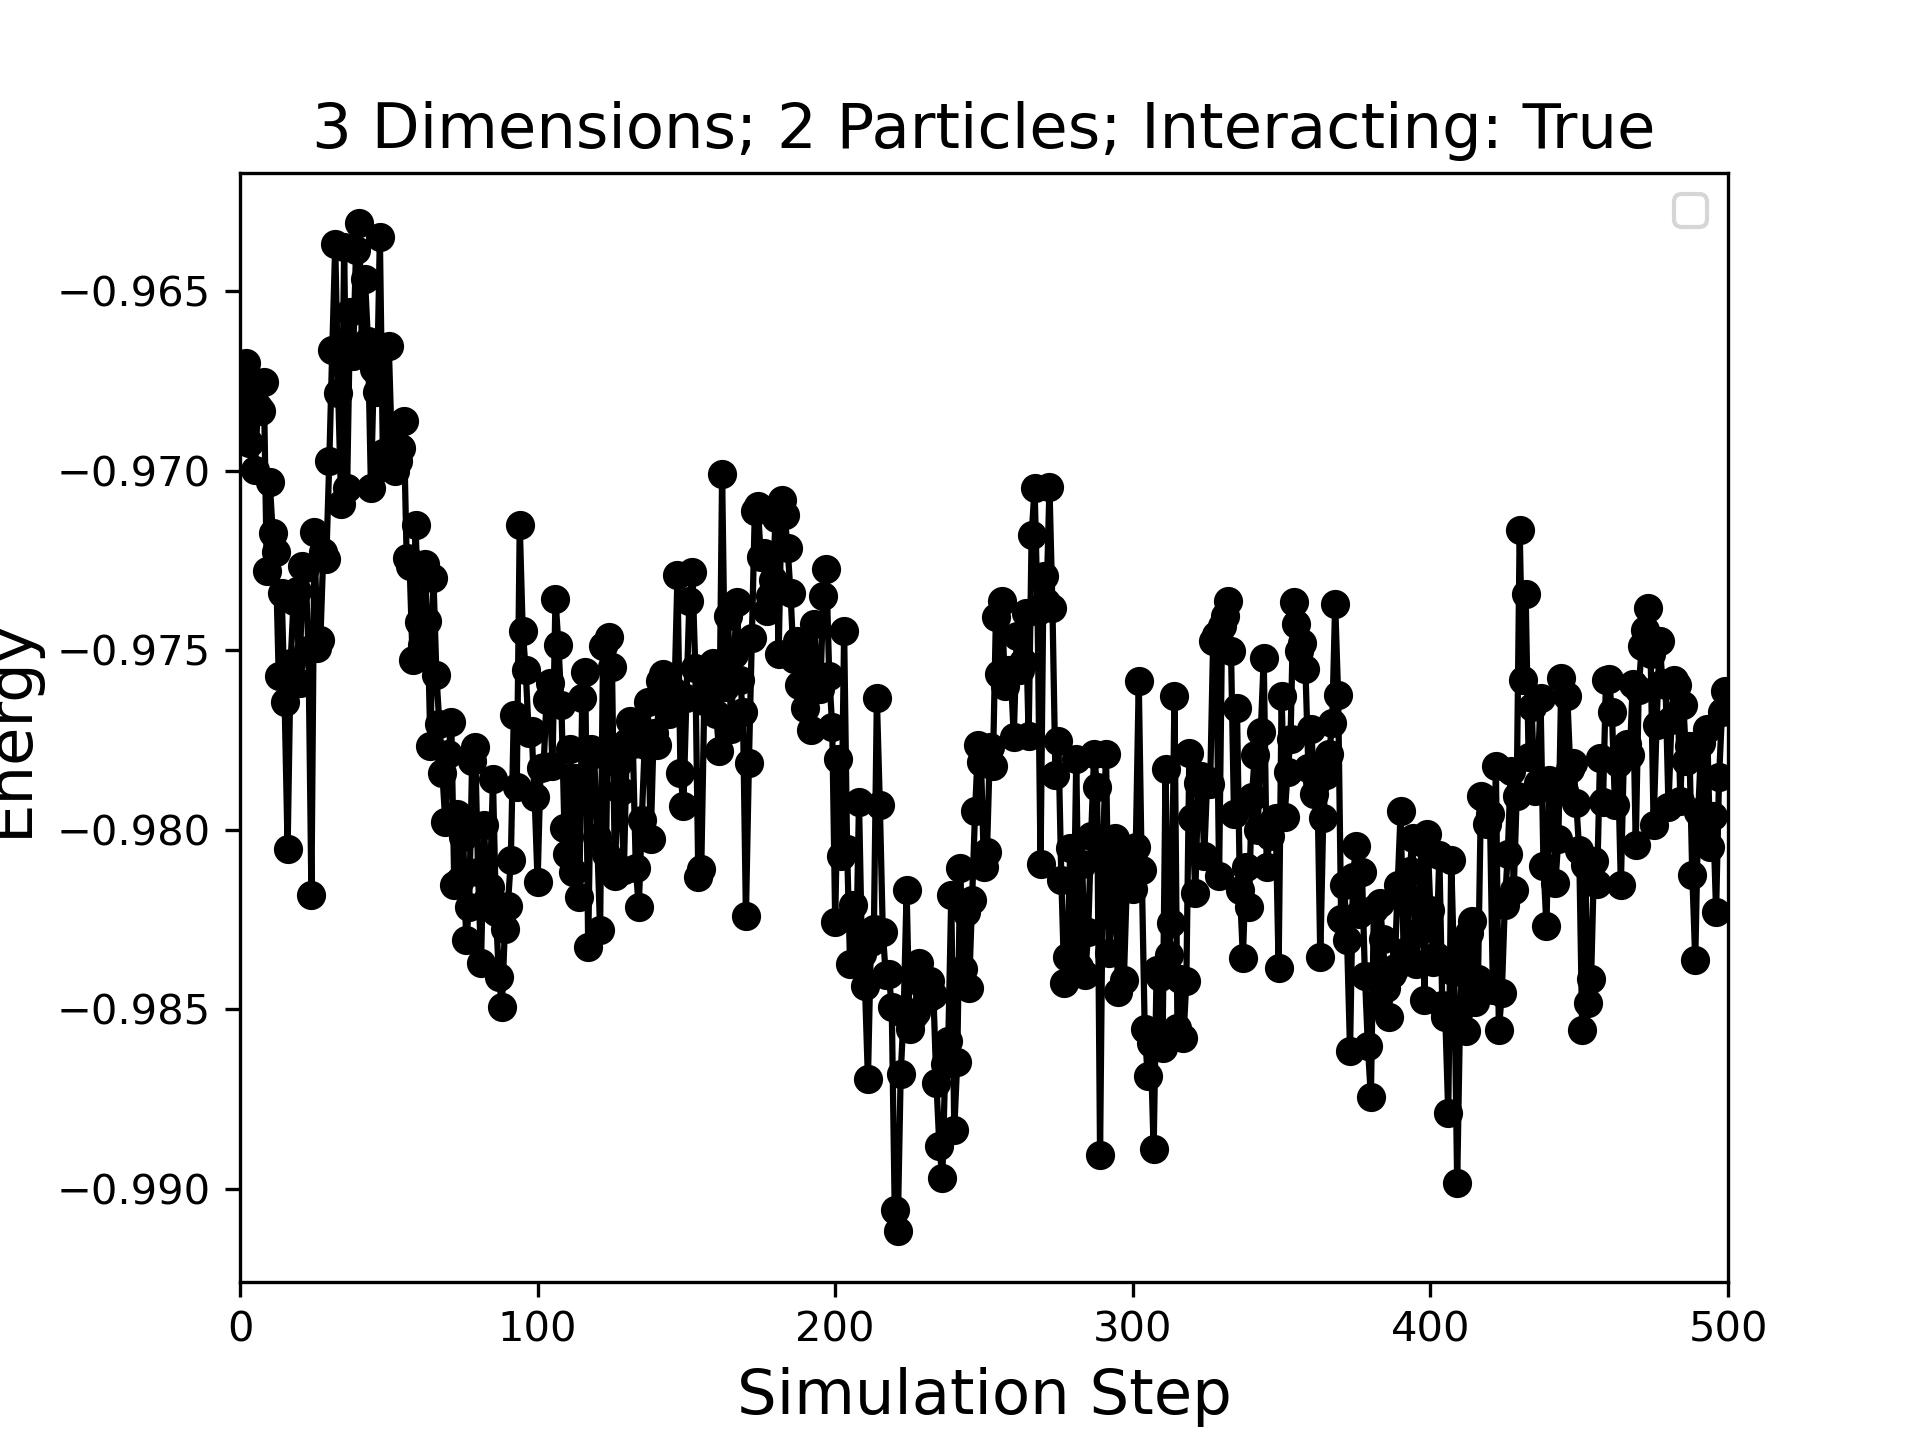 3 Dimensions; 2 Particles; Interacting: True
Energy
−0.965
−0.970
−0.975
−0.980
−0.985
−0.990
0 100 200 300 400 500
Simulation Step